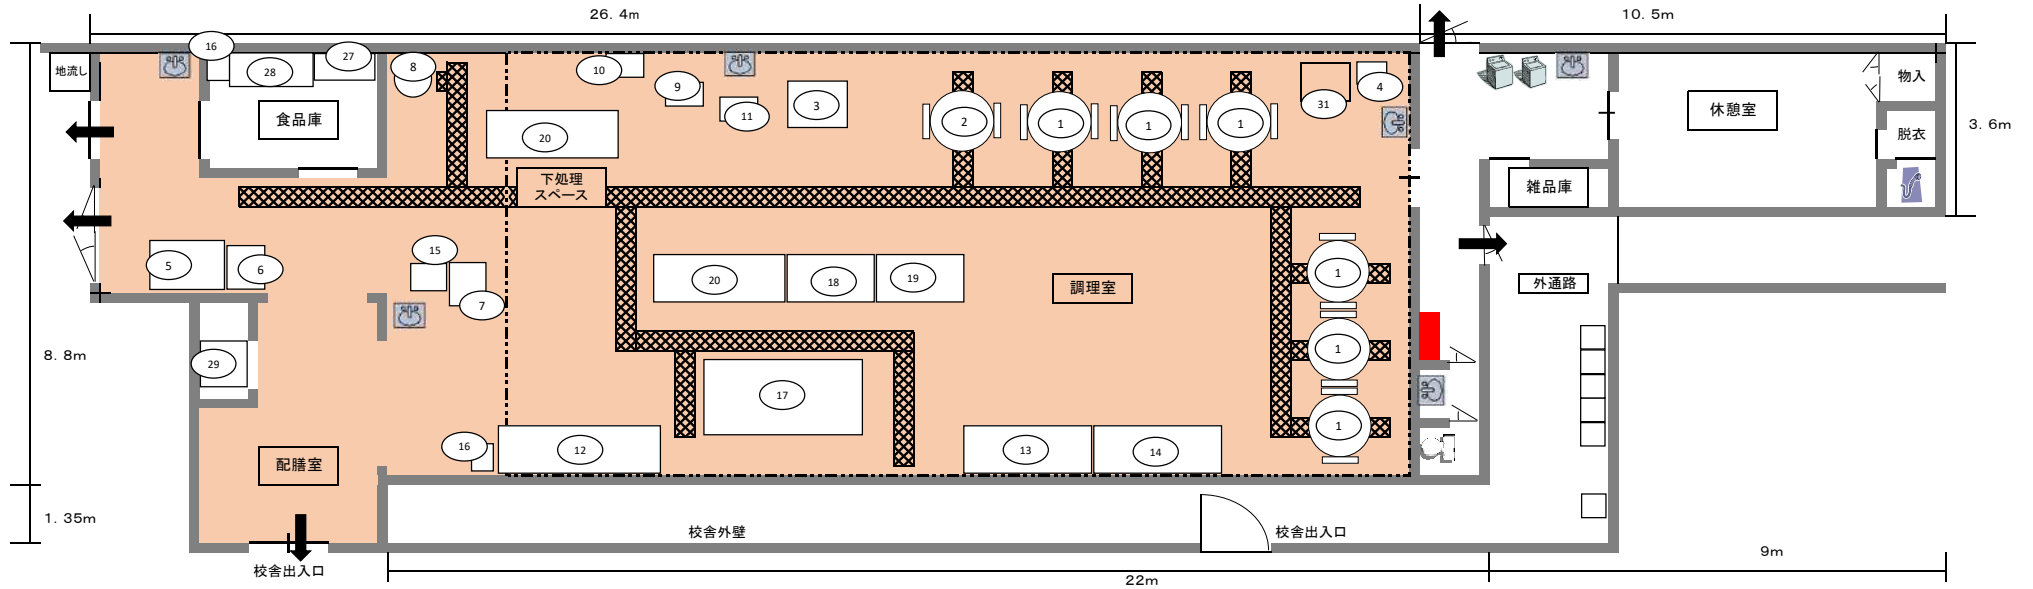 26.4m
10.5m
地流し
16
28
27
8
10
9
11
3
2
1
1
1
31
4
物入
食品庫
休憩室
3.6m
脱衣
20
下処理
スペース
雑品庫
5
6
15
7
20
18
19
調理室
1
外通路
8.8m
29
1
17
1
16
12
13
14
配膳室
1.35m
校舎外壁
校舎出入口
校舎出入口
9m
22m